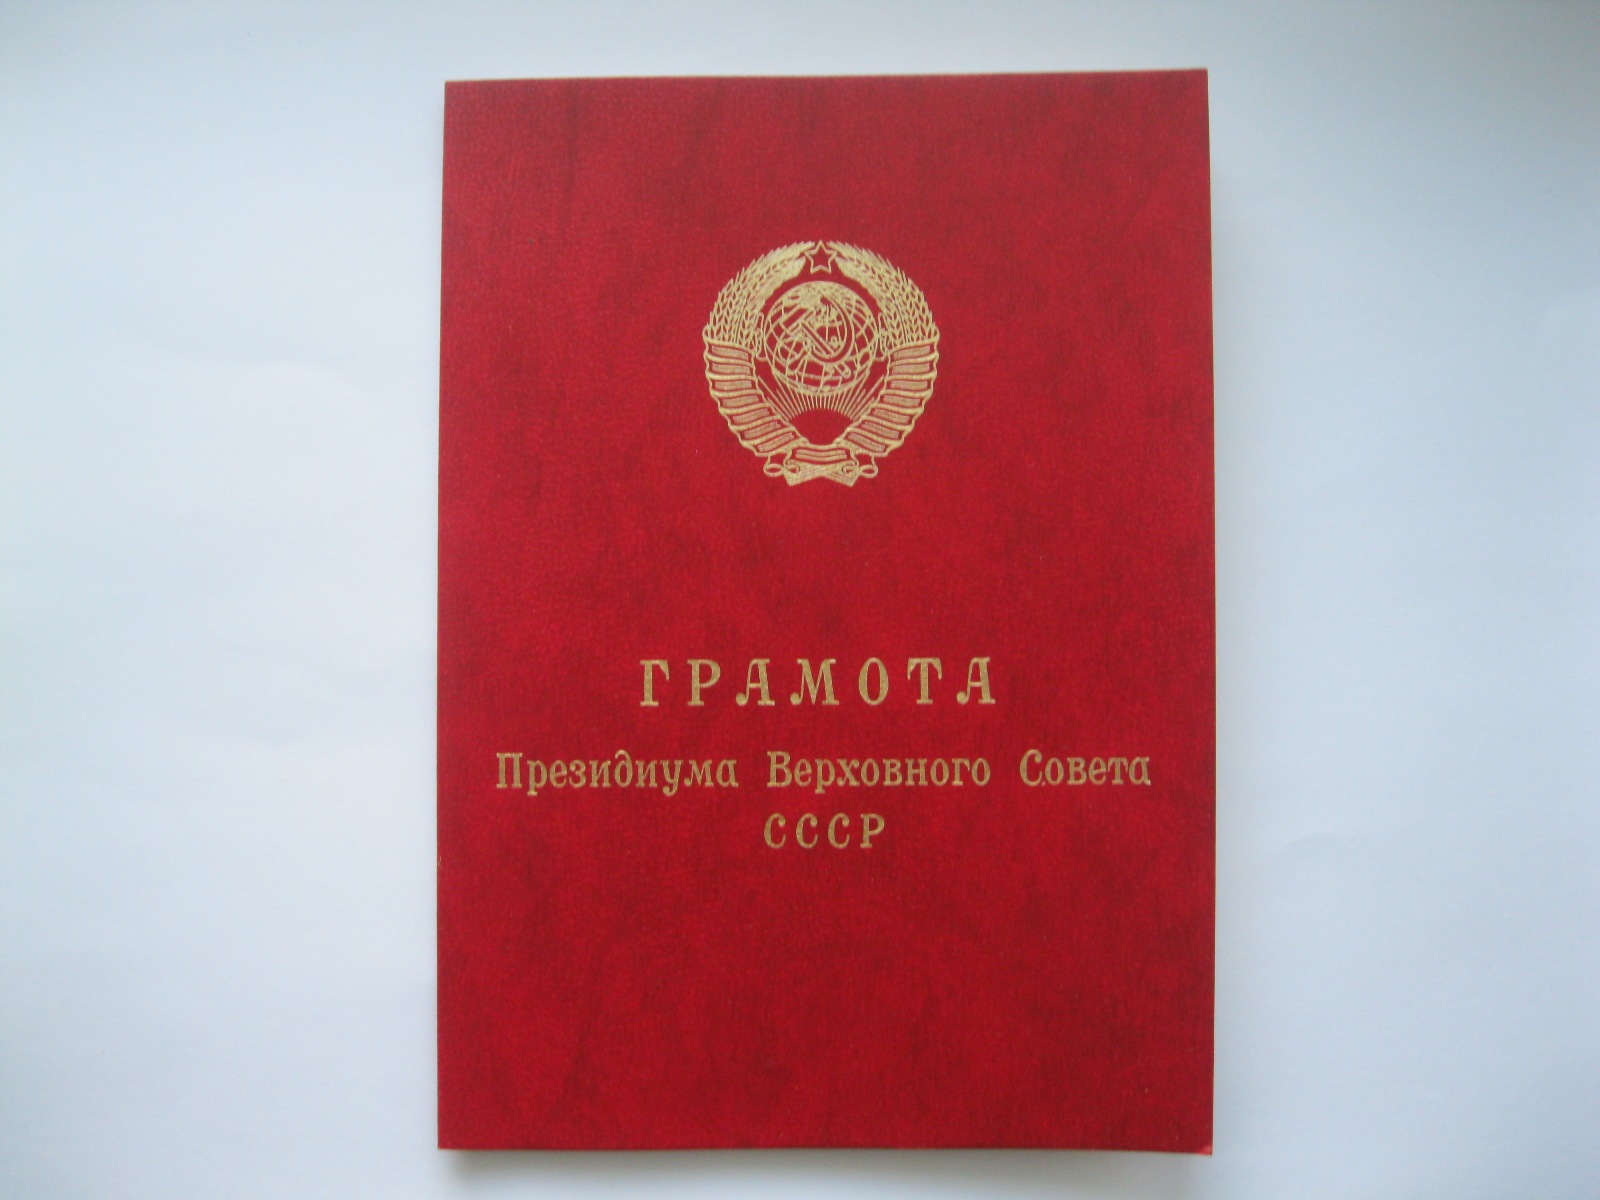 ГРАМОТА
Президиума Верховного Совета
СССР